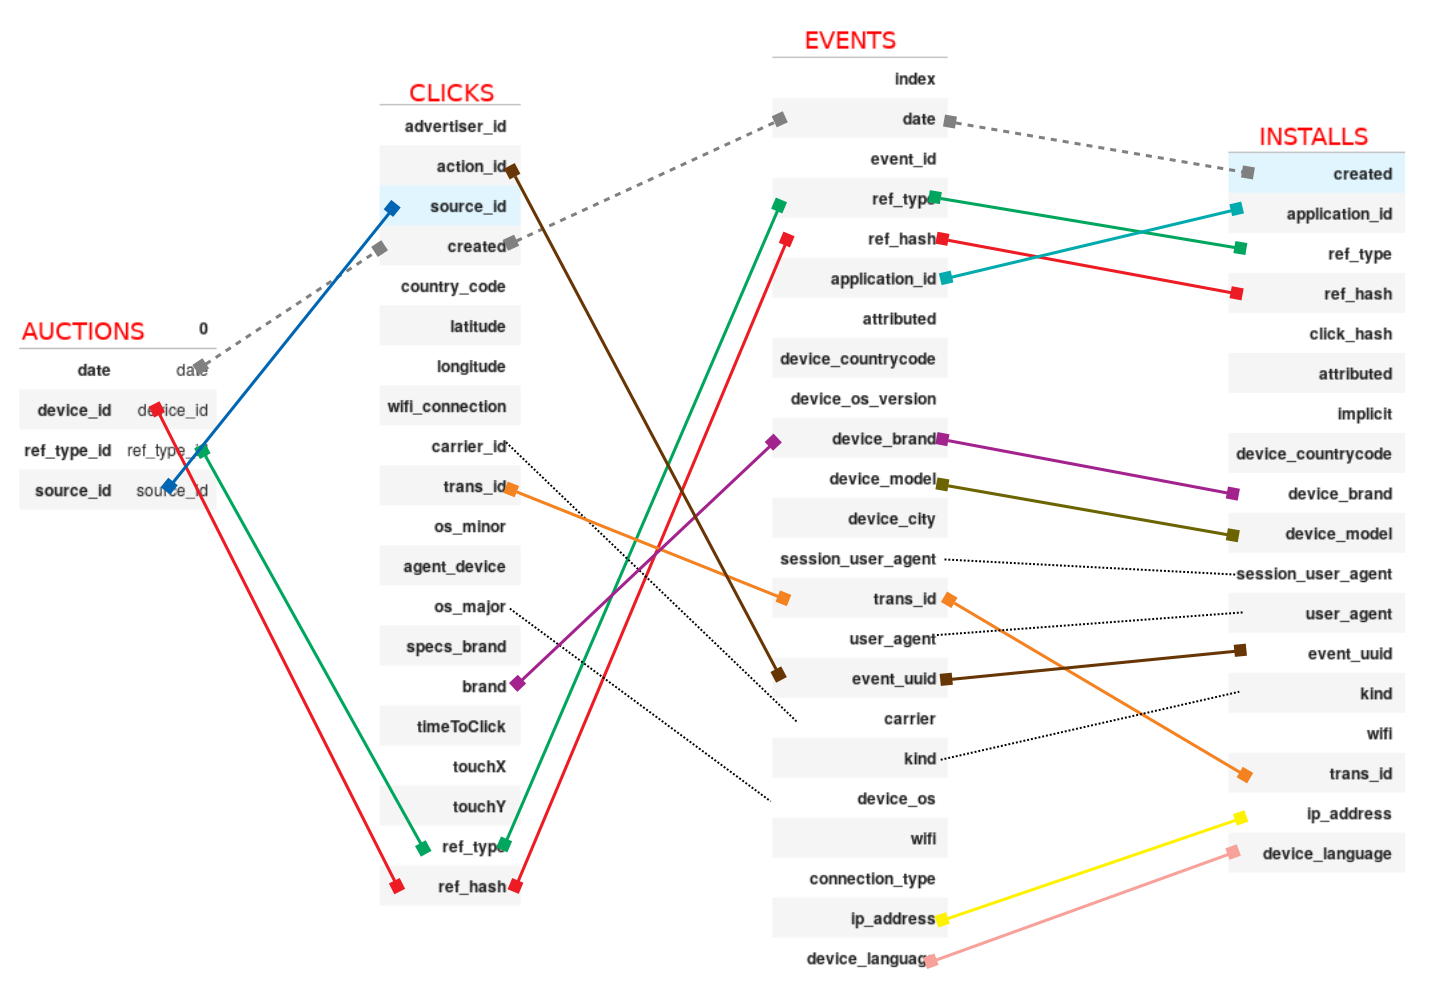 AUCTIONS
0
date date
device_id device_id
ref_type_id ref_type_id
source_id source_id
CLICKS
advertiser_id
action_id
source_id
created
country_code
latitude
longitude
wifi_connection
carrier_id
trans_id
os_minor
agent_device
os_major
specs_brand
brand
timeToClick
touchX
touchY
ref_type
ref_hash
EVENTS
index
date
event_id
ref_type
ref_hash
application_id
attributed
device_countrycode
device_os_version
device_brand
device_model
device_city
session_user_agent
trans_id
user_agent
event_uuid
carrier
kind
device_os
wifi
connection_type
ip_address
device_language
INSTALLS
created
application_id
ref_type
ref_hash
click_hash
attributed
implicit
device_countrycode
device_brand
device_model
session_user_agent
user_agent
event_uuid
kind
wifi
trans_id
ip_address
device_language